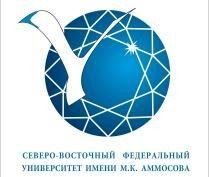 СЕВЕРО-ВОСТОЧНЫЙ ФЕДЕРАЛЬНЫЙ
УНИВЕРСИТЕТ ИМЕНИ М.К. АММОСОВА